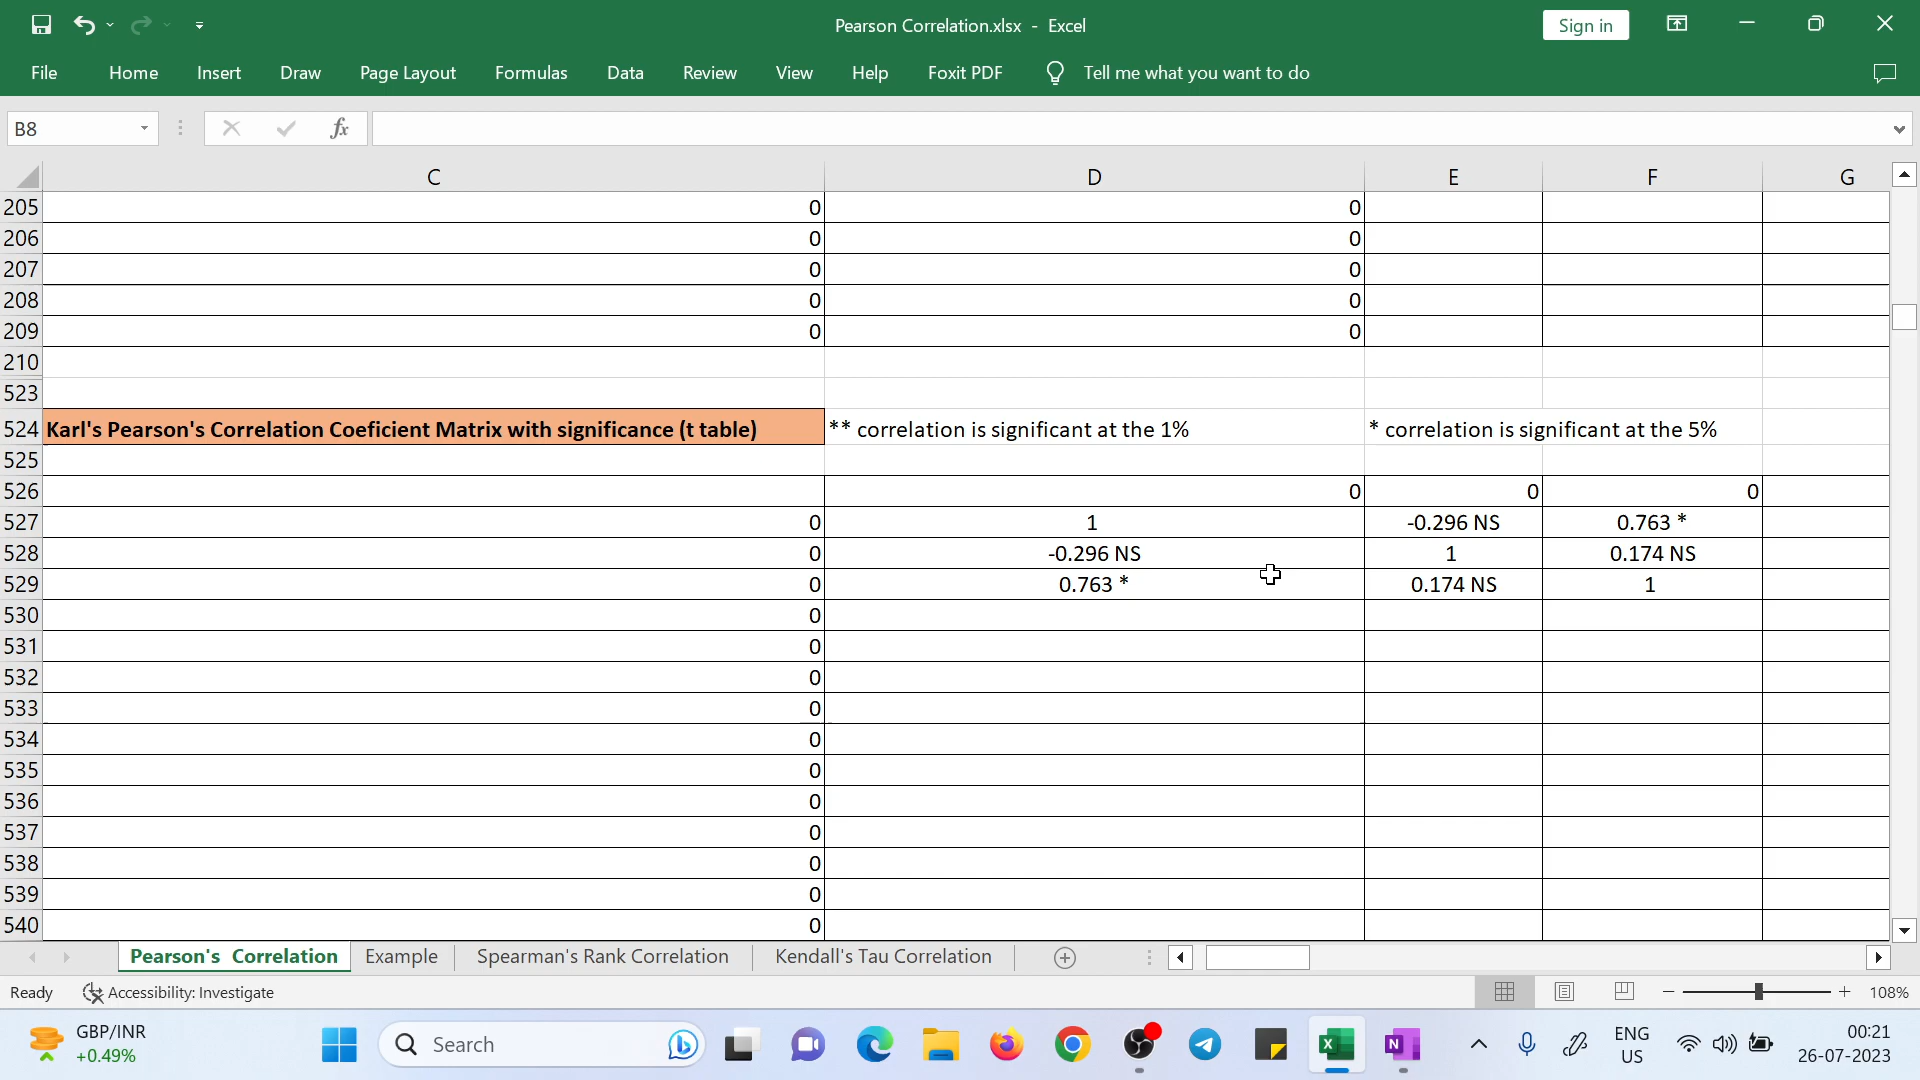 Pearson Correlation.xlsx - Excel
Sign in
File Home Insert Draw Page Layout Formulas Data Review View Help Foxit PDF Tell me what you want to do
B8 fx
C D E F G
205 0 0
206 0 0
207 0 0
208 0 0
209 0 0
210
523
524 Karl's Pearson's Correlation Coeficient Matrix with significance (t table) ** correlation is significant at the 1% * correlation is significant at the 5%
525
526 0 0 0
527 0 1 -0.296 NS 0.763 *
528 0 -0.296 NS 1 0.174 NS
529 0 0.763 * 0.174 NS 1
530 0
531 0
532 0
533 0
534 0
535 0
536 0
537 0
538 0
539 0
540 0
Pearson's Correlation Example Spearman's Rank Correlation Kendall's Tau Correlation
Ready Accessibility: Investigate 108%
GBP/INR
+0.49%
Search
ENG
US
00:21
26-07-2023